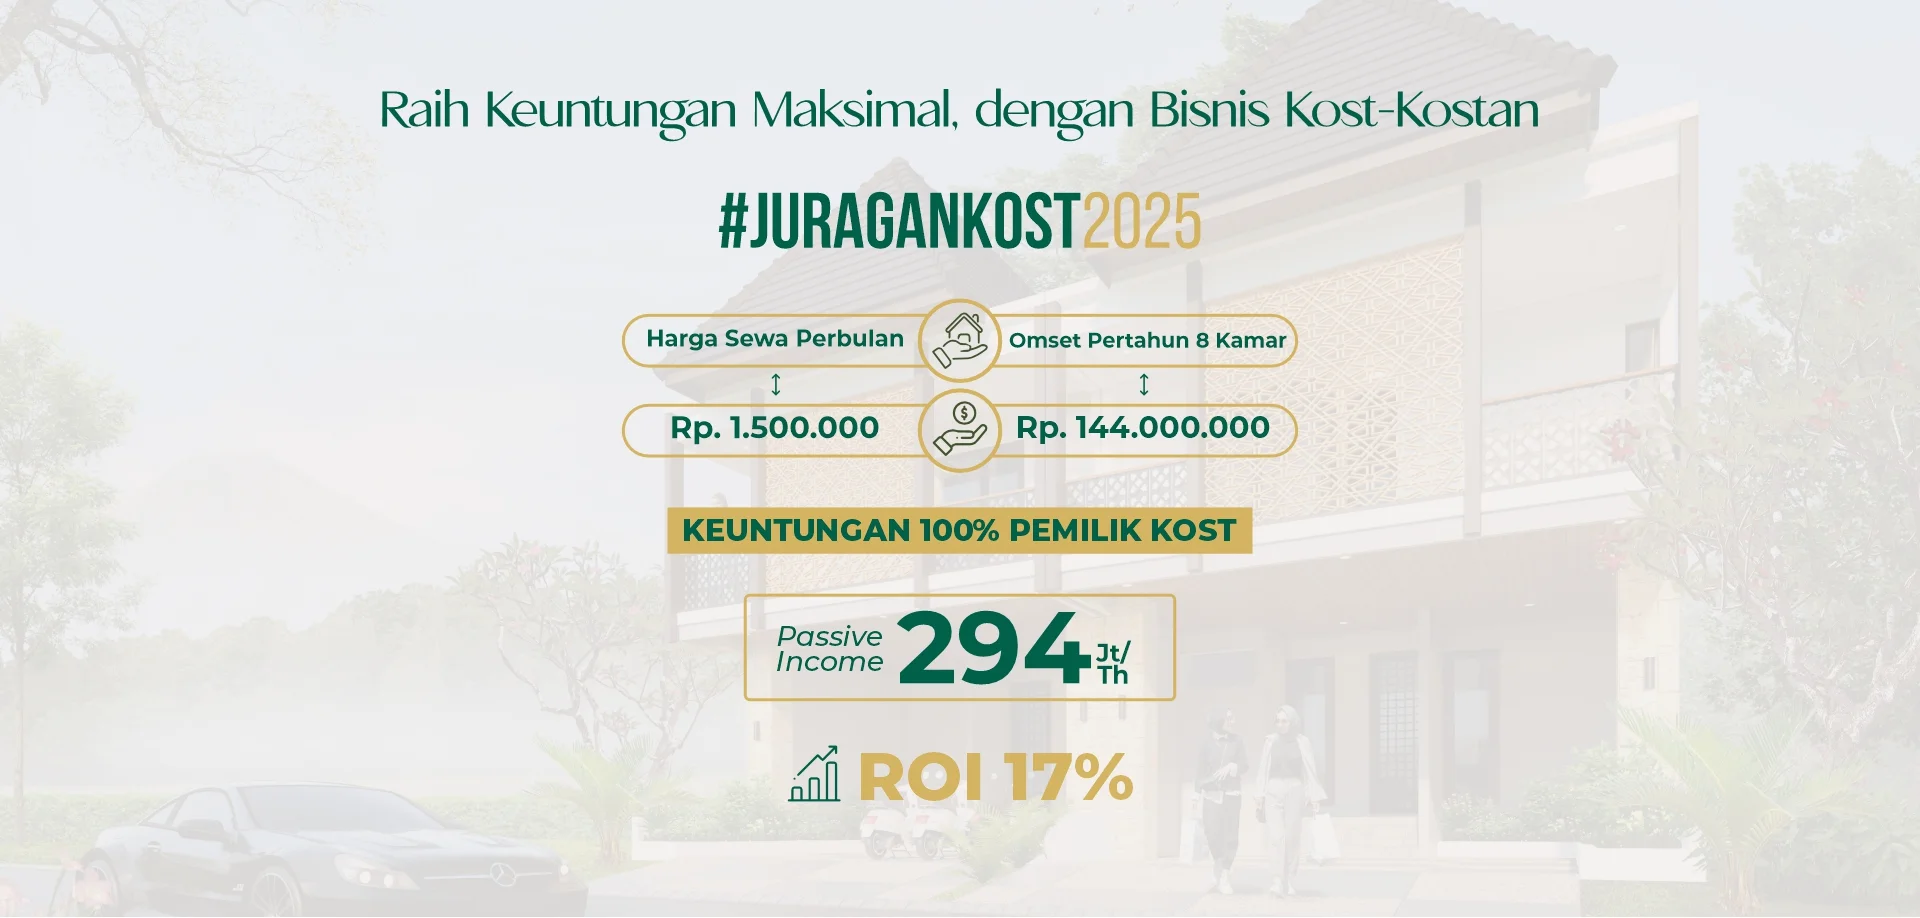 Raih Keuntungan Maksimal, dengan Bisnis Kost-Kostan
#JURAGANKOST2025
Harga Sewa Perbulan
Omset Pertahun 8 Kamar
Rp. 1.500.000
$
Rp. 144.000.000
KEUNTUNGAN 100% PEMILIK KOST
Passive
Income
294
Jt/
Th
ROI 17%